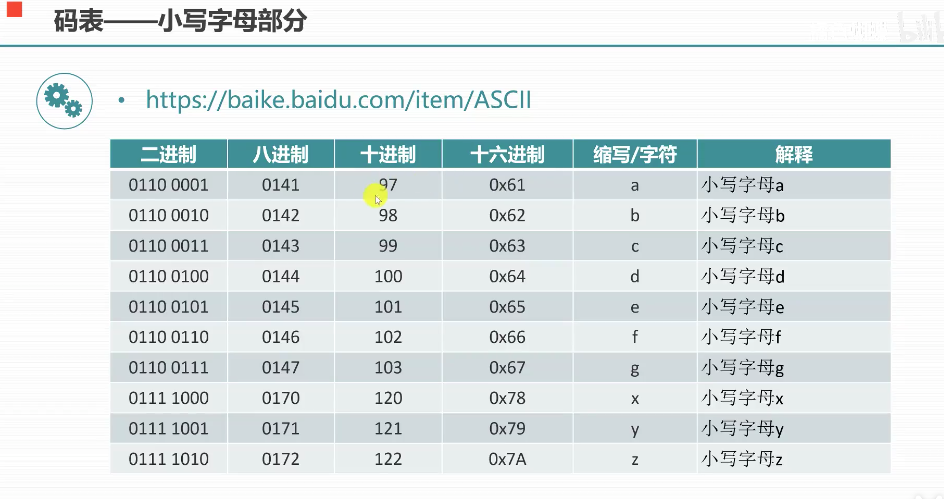 码表——小写字母部分
• https://baike.baidu.com/item/ASCII
二进制 八进制 十进制 十六进制 缩写/字符 解释
0110 0001 0141 97 0x61 a 小写字母a
0110 0010 0142 98 0x62 b 小写字母b
0110 0011 0143 99 0x63 c 小写字母c
0110 0100 0144 100 0x64 d 小写字母d
0110 0101 0145 101 0x65 e 小写字母e
0110 0110 0146 102 0x66 f 小写字母f
0110 0111 0147 103 0x67 g 小写字母g
0111 1000 0170 120 0x78 x 小写字母x
0111 1001 0171 121 0x79 y 小写字母y
0111 1010 0172 122 0x7A z 小写字母z